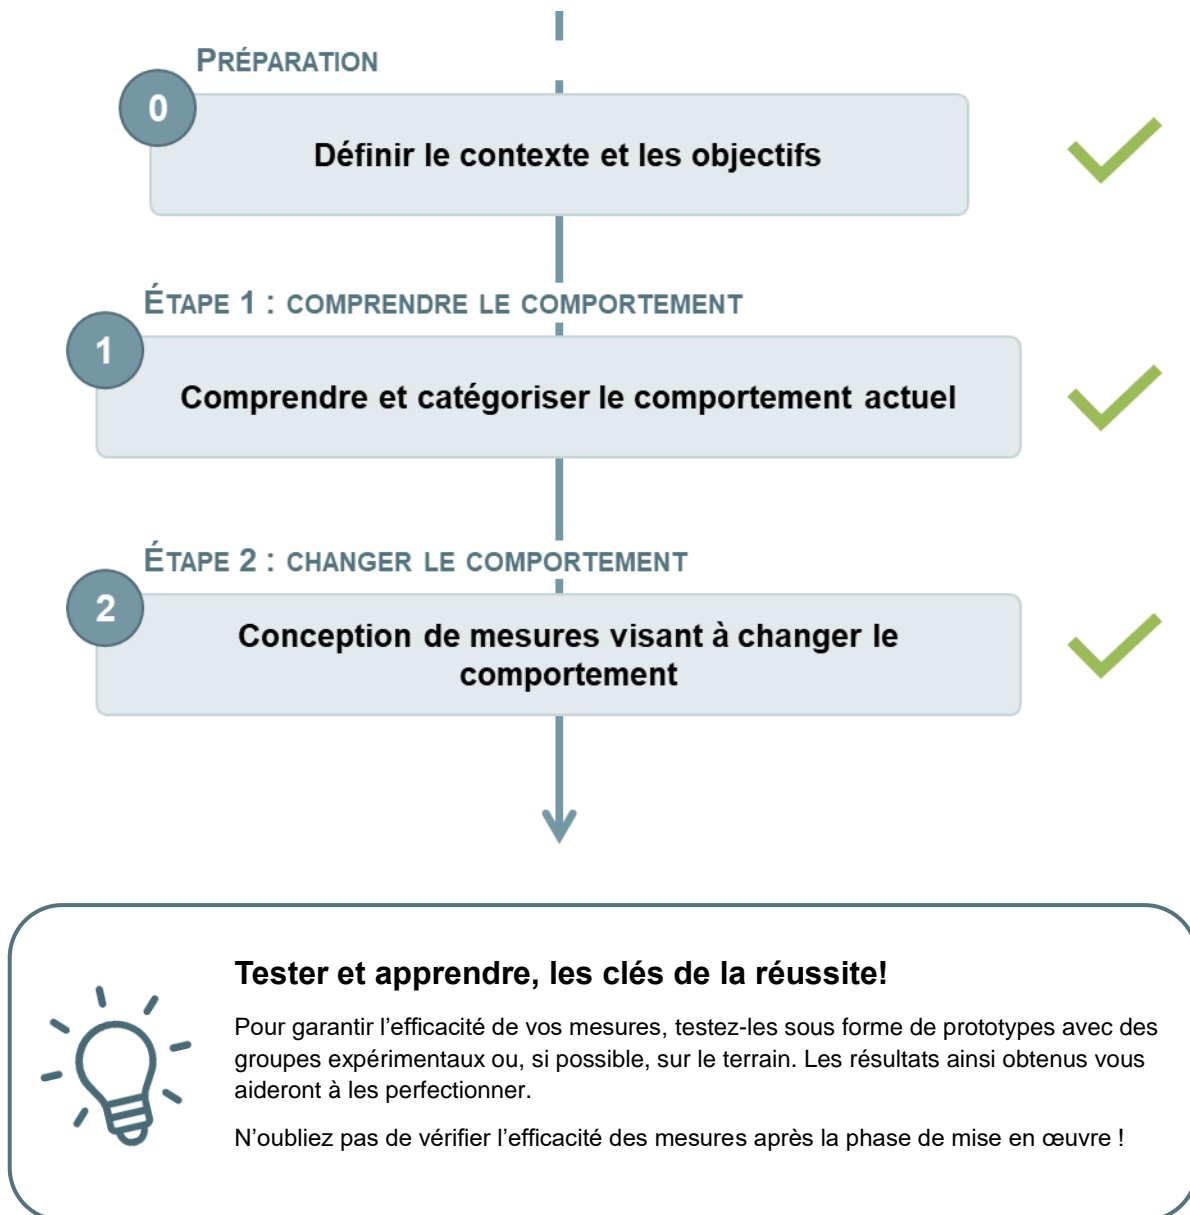 PRÉPARATION
0
Définir le contexte et les objectifs
ÉTAPE 1 : COMPRENDRE LE COMPORTEMENT
1
Comprendre et catégoriser le comportement actuel
ÉTAPE 2 : CHANGER LE COMPORTEMENT
2
Conception de mesures visant à changer le
comportement
Tester et apprendre, les clés de la réussite!
Pour garantir l’efficacité de vos mesures, testez-les sous forme de prototypes avec des
groupes expérimentaux ou, si possible, sur le terrain. Les résultats ainsi obtenus vous
aideront à les perfectionner.
N’oubliez pas de vérifier l’efficacité des mesures après la phase de mise en œuvre !